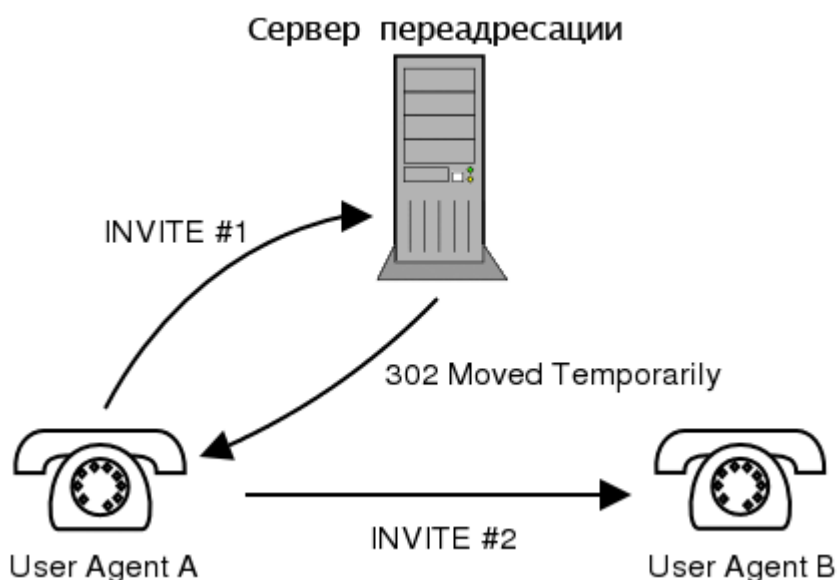 Сервер переадресации
INVITE #1
302 Moved Temporarily
INVITE #2
User Agent A
User Agent B